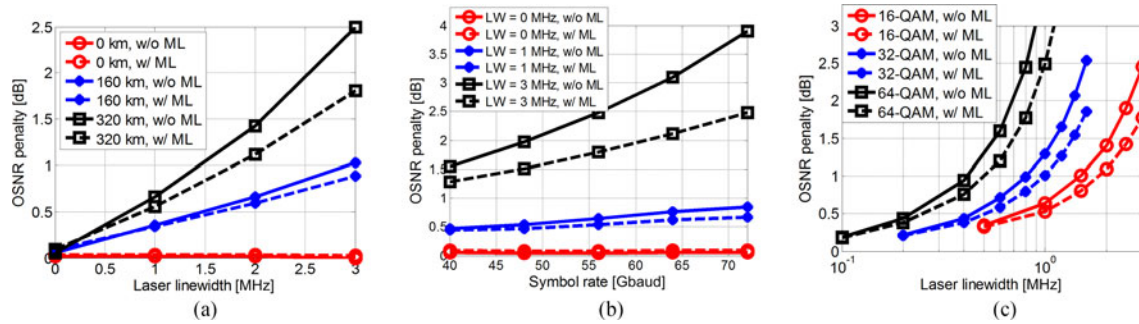 OSNR penalty [dB]
2.5
2
1.5
1
0.5
0
0 km, w/o ML
0 km, w/ ML
160 km, w/o ML
160 km, w/ ML
320 km, w/o ML
320 km, w/ ML
0 0.5 1 1.5 2 2.5 3
Laser linewidth [MHz]
(a)
OSNR penalty [dB]
4
3.5
3
2.5
2
1.5
1
0.5
0
LW = 0 MHz, w/o ML
LW = 0 MHz, w/ ML
LW = 1 MHz, w/o ML
LW = 1 MHz, w/ ML
LW = 3 MHz, w/o ML
LW = 3 MHz, w/ ML
40 45 50 55 60 65 70
Symbol rate [Gbaud]
(b)
OSNR penalty [dB]
3
2.5
2
1.5
1
0.5
0
16-QAM, w/o ML
16-QAM, w/ ML
32-QAM, w/o ML
32-QAM, w/ ML
64-QAM, w/o ML
64-QAM, w/ ML
10-1 100
Laser linewidth [MHz]
(c)